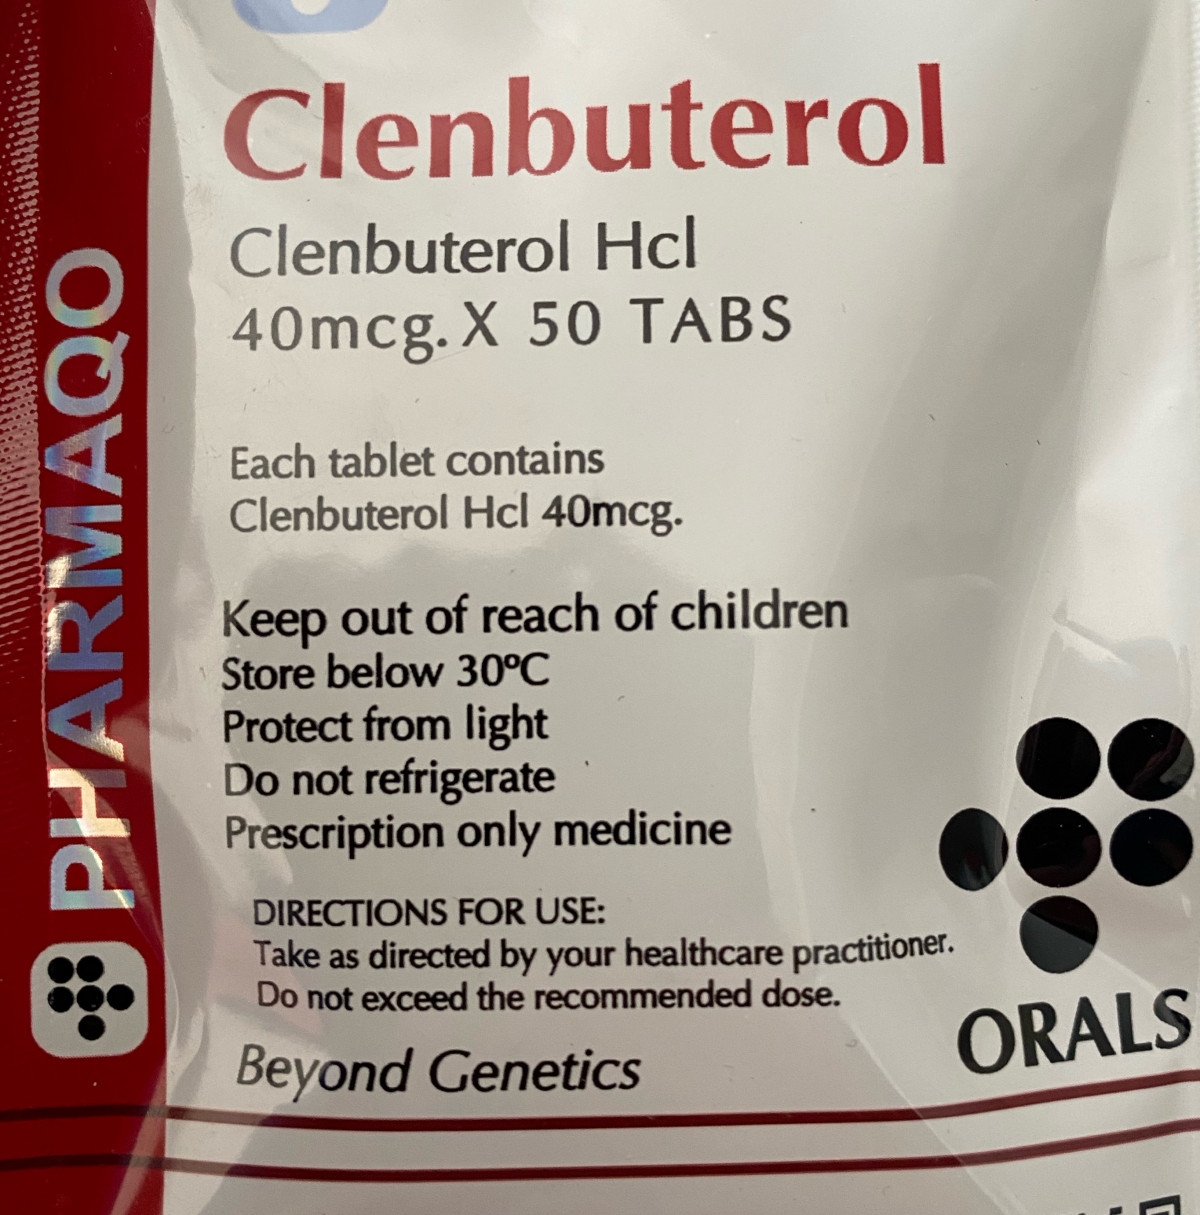 Clenbuterol
Clenbuterol Hcl
40mcg. X 50 TABS
Each tablet contains
Clenbuterol Hcl 40mcg.
Keep out of reach of children
Store below 30ºC
Protect from light
Do not refrigerate
Prescription only medicine
DIRECTIONS FOR USE:
Take as directed by your healthcare practitioner.
Do not exceed the recommended dose.
Beyond Genetics
ORALS
PHARMAQO